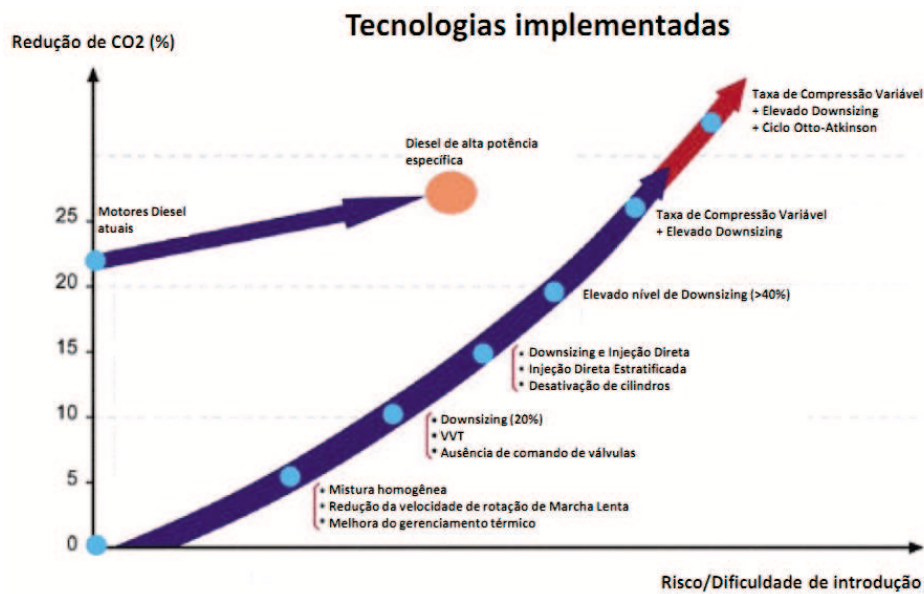 Tecnologias implementadas
Redução de CO2 (%)
Taxa de Compressão Variável
+ Elevado Downsizing
+ Ciclo Otto-Atkinson
Diesel de alta potência
específica
Motores Diesel
atuais
25
Taxa de Compressão Variável
+ Elevado Downsizing
20
Elevado nível de Downsizing (>40%)
15
• Downsizing e Injeção Direta
• Injeção Direta Estratificada
• Desativação de cilindros
10
• Downsizing (20%)
• VVT
• Ausência de comando de válvulas
5
• Mistura homogênea
• Redução da velocidade de rotação de Marcha Lenta
• Melhora do gerenciamento térmico
0
Risco/Dificuldade de introdução